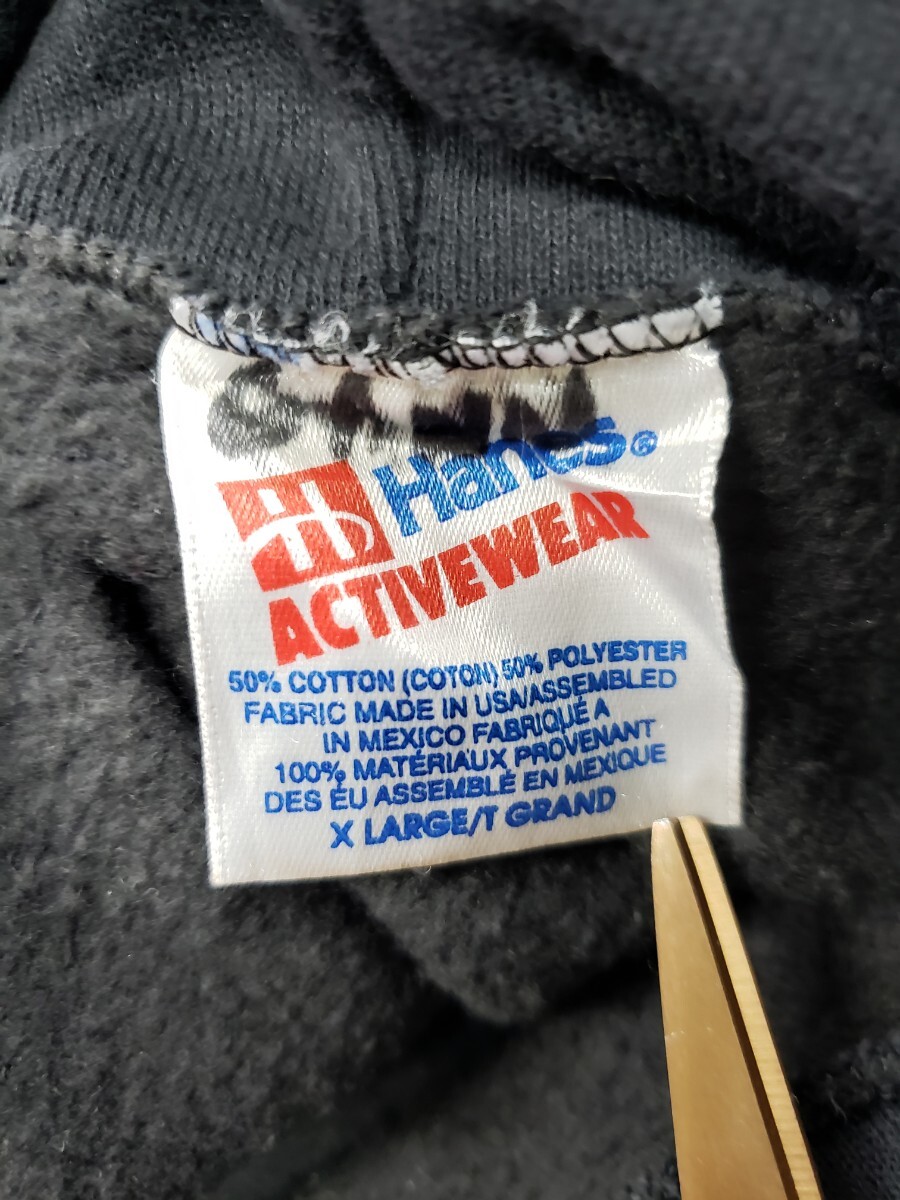 Hanes®
ACTIVEWEAR
50% COTTON (COTON) 50% POLYESTER
FABRIC MADE IN USA/ASSEMBLED
IN MEXICO FABRIQUÉ A
100% MATÉRIAUX PROVENANT
DES ÉU ASSEMBLÉ EN MEXIQUE
X LARGE/T GRAND